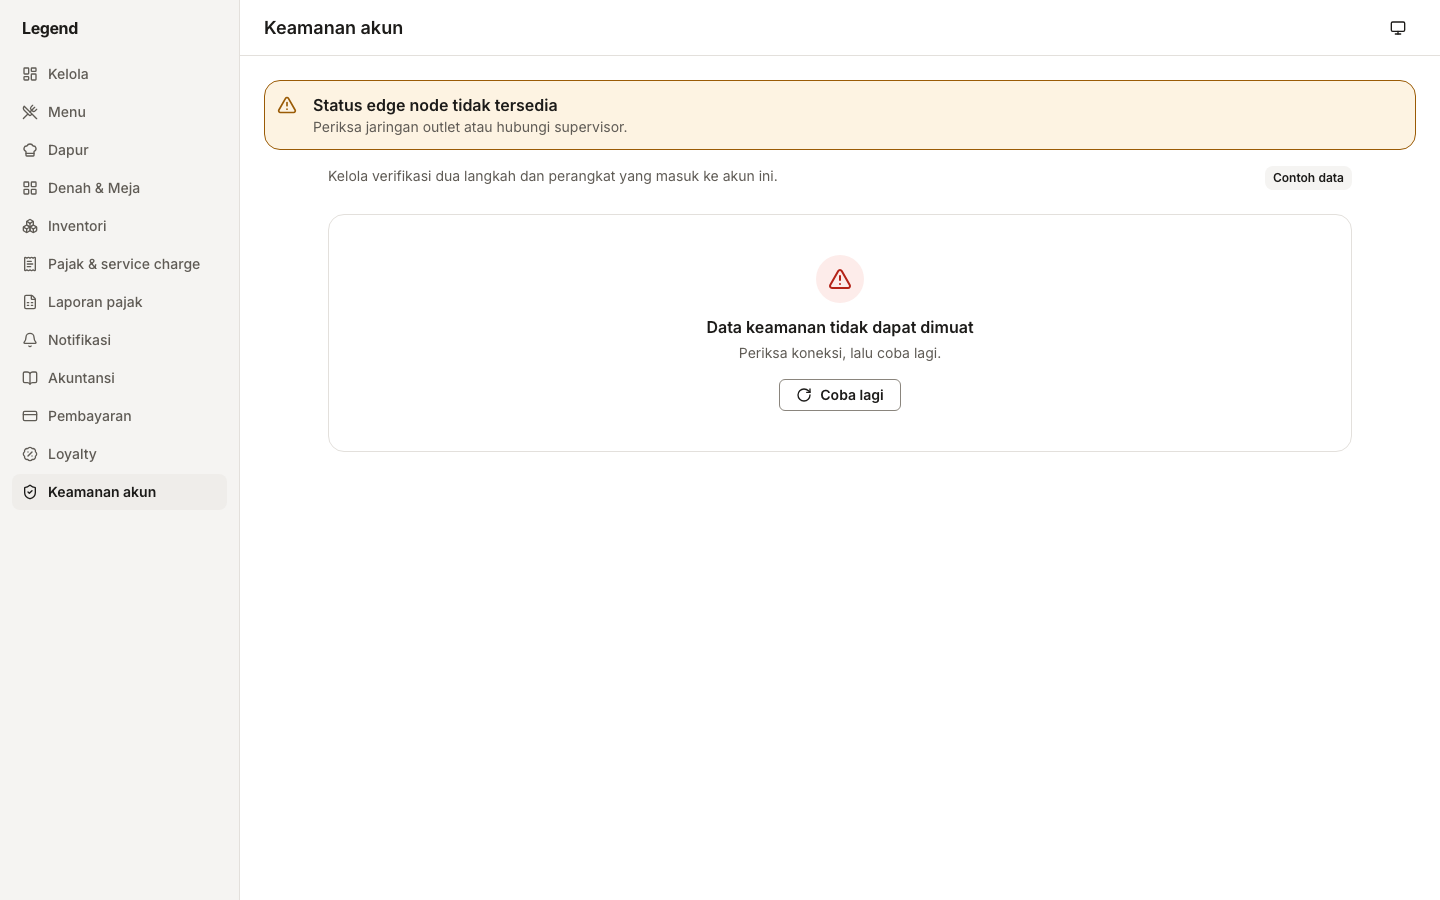 Legend
Kelola
Menu
Dapur
Denah & Meja
Inventori
Pajak & service charge
Laporan pajak
Notifikasi
Akuntansi
Pembayaran
Loyalty
Keamanan akun
Keamanan akun
Status edge node tidak tersedia
Periksa jaringan outlet atau hubungi supervisor.
Kelola verifikasi dua langkah dan perangkat yang masuk ke akun ini.
Contoh data
Data keamanan tidak dapat dimuat
Periksa koneksi, lalu coba lagi.
Coba lagi